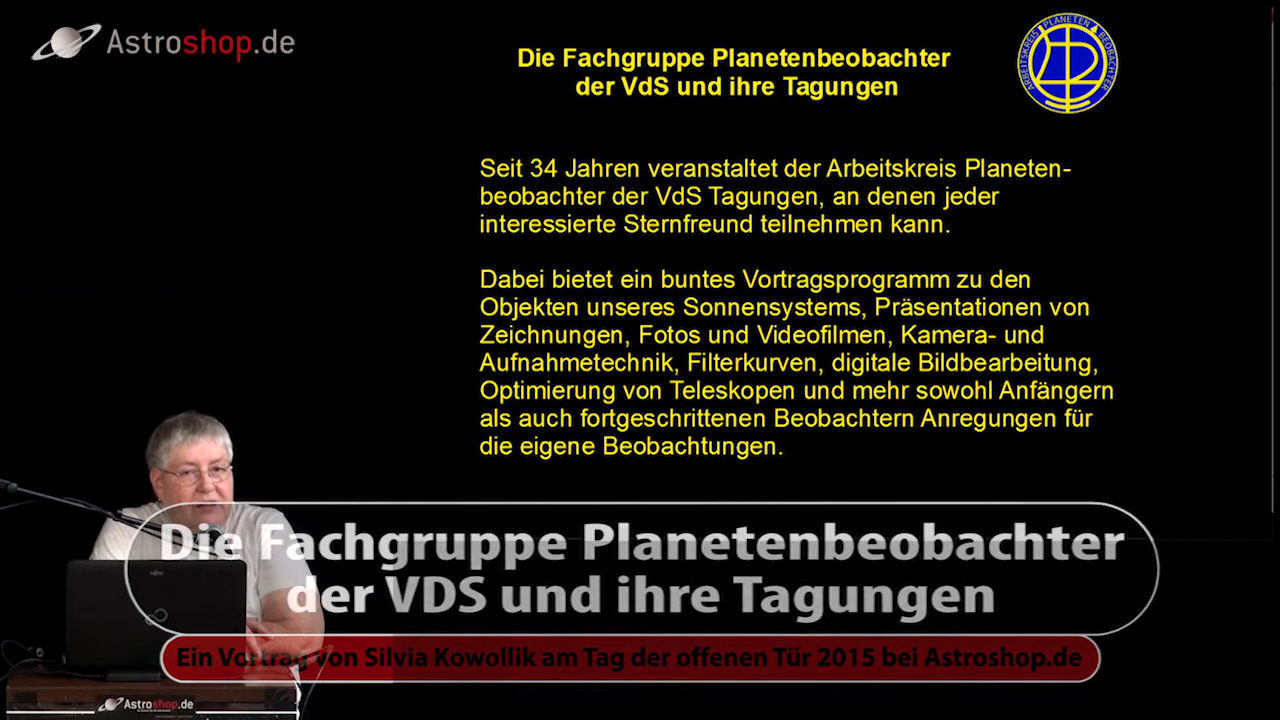 Astroshop.de
Die Fachgruppe Planetenbeobachter
der VdS und ihre Tagungen
ARBEITSKREIS PLANETEN BEOBACHTER
Seit 34 Jahren veranstaltet der Arbeitskreis Planeten-
beobachter der VdS Tagungen, an denen jeder
interessierte Sternfreund teilnehmen kann.
Dabei bietet ein buntes Vortragsprogramm zu den
Objekten unseres Sonnensystems, Präsentationen von
Zeichnungen, Fotos und Videofilmen, Kamera- und
Aufnahmetechnik, Filterkurven, digitale Bildbearbeitung,
Optimierung von Teleskopen und mehr sowohl Anfängern
als auch fortgeschrittenen Beobachtern Anregungen für
die eigene Beobachtungen.
Die Fachgruppe Planetenbeobachter
der VDS und ihre Tagungen
Ein Vortrag von Silvia Kowollik am Tag der offenen Tür 2015 bei Astroshop.de
Astroshop.de